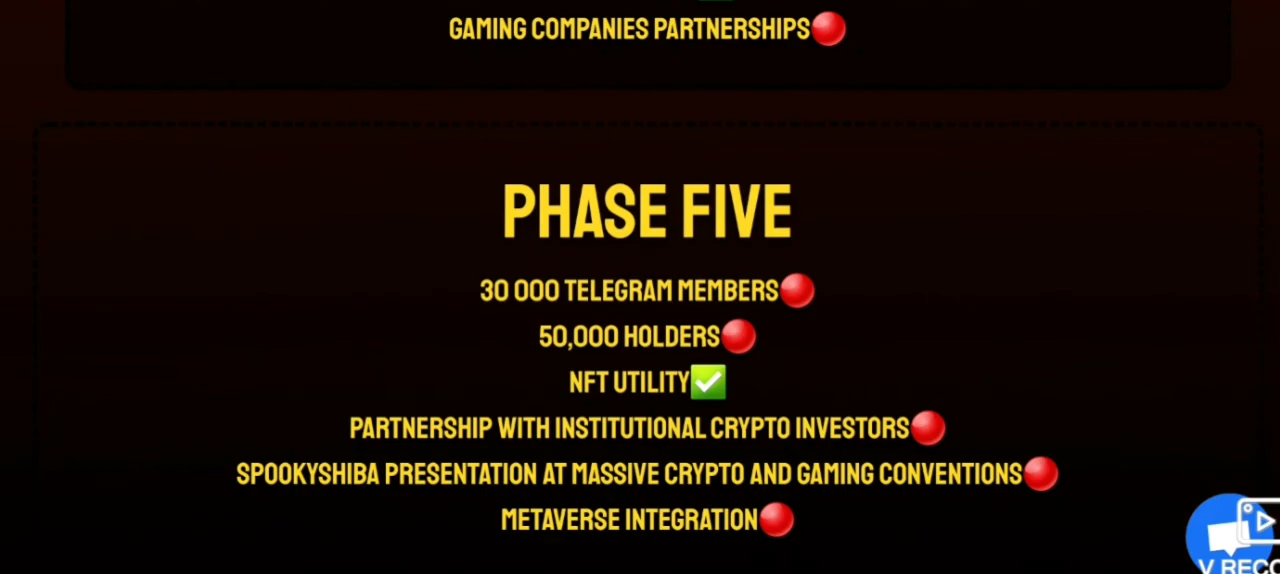 GAMING COMPANIES PARTNERSHIPS🔴
PHASE FIVE
30 000 TELEGRAM MEMBERS🔴
50,000 HOLDERS🔴
NFT UTILITY✅
PARTNERSHIP WITH INSTITUTIONAL CRYPTO INVESTORS🔴
SPOOKYSHIBA PRESENTATION AT MASSIVE CRYPTO AND GAMING CONVENTIONS🔴
METAVERSE INTEGRATION🔴
V RECO